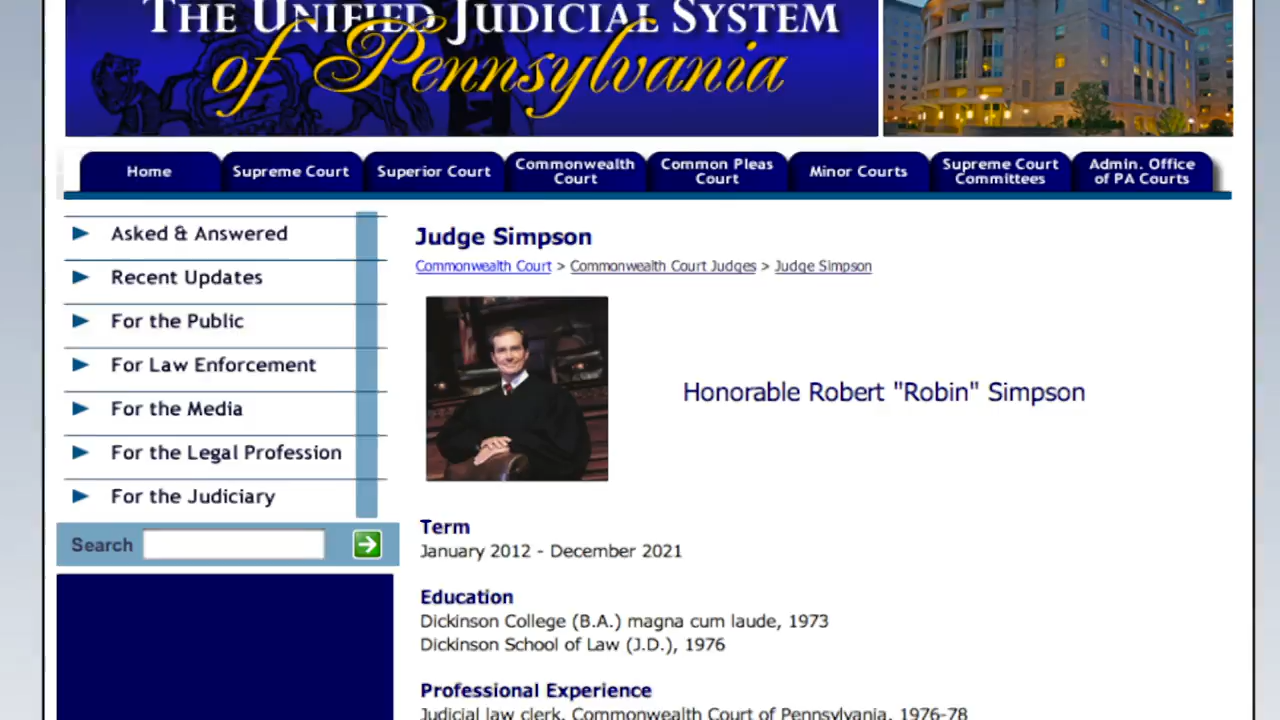 THE UNIFIED JUDICIAL SYSTEM
of Pennsylvania
Home
Supreme Court
Superior Court
Commonwealth
Court
Common Pleas
Court
Minor Courts
Supreme Court
Committees
Admin. Office
of PA Courts
Asked & Answered
Recent Updates
For the Public
For Law Enforcement
For the Media
For the Legal Profession
For the Judiciary
Search
Judge Simpson
Commonwealth Court > Commonwealth Court Judges > Judge Simpson
Honorable Robert "Robin" Simpson
Term
January 2012 - December 2021
Education
Dickinson College (B.A.) magna cum laude, 1973
Dickinson School of Law (J.D.), 1976
Professional Experience
Judicial law clerk, Commonwealth Court of Pennsylvania, 1976-78